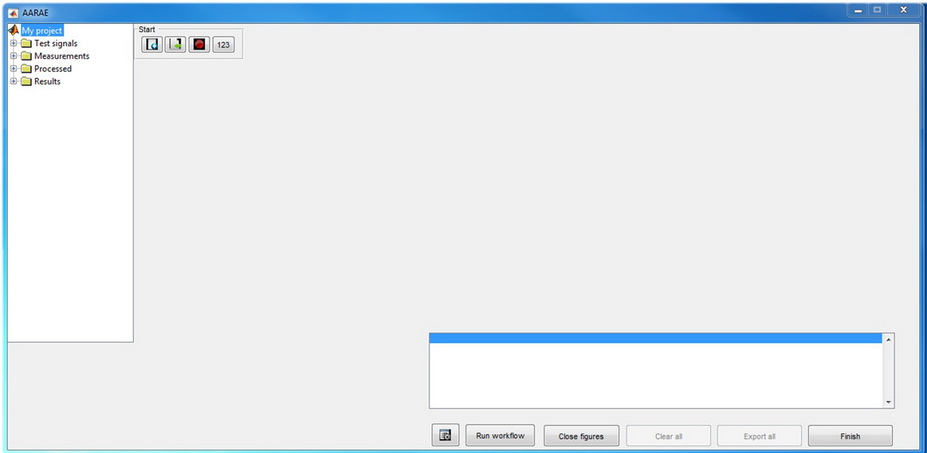 AARAE
My project
Start
Test signals
Measurements
123
Processed
Results
Run workflow
Close figures
Clear all
Export all
Finish